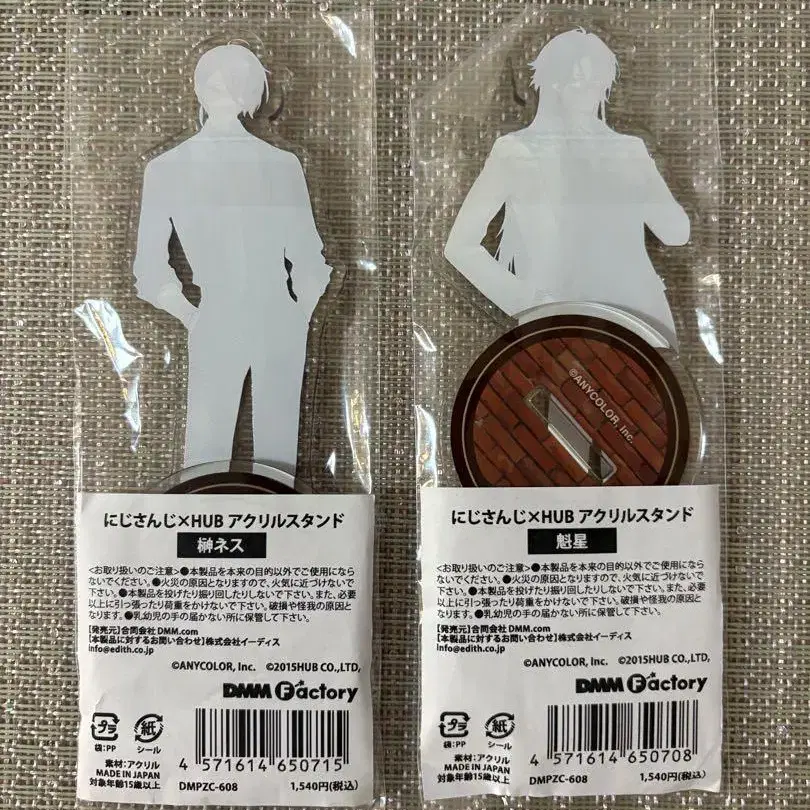 にじさんじ×HUB アクリルスタンド
榊ネス
<お取り扱いのご注意>●本製品を本来の目的以外でご使用にな
らないでください。●火災の原因となりますので、火気に近づけないで
下さい。●本製品を投げたり振り回したりしないで下さい。また、必要
以上に引っ張ったり荷重をかけないで下さい。破損や怪我の原因と
なります。●乳幼児の手の届かない所に保管して下さい。
[発売元]合同会社DMM.com
【本製品に対するお問い合わせ】株式会社イーディス
info@edith.co.jp
©ANYCOLOR, Inc. ©2015HUB CO.,LTD,
DMM Factory
プラ
袋:PP
紙
シール
素材:アクリル
MADE IN JAPAN
対象年齢15歳以上
4 571614 650715
DMPZC-608 1,540円(税込)
©ANYCOLOR, Inc.
にじさんじ×HUB アクリルスタンド
魁星
<お取り扱いのご注意>●本製品を本来の目的以外でご使用になら
ないでください。●火災の原因となりますので、火気に近づけないで下
さい。●本製品を投げたり振り回したりしないで下さい。また、必要以
上に引っ張ったり荷重をかけないで下さい。破損や怪我の原因とな
ります。●乳幼児の手の届かない所に保管して下さい。
[発売元]合同会社DMM.com
【本製品に対するお問い合わせ】株式会社イーディス
info@edith.co.jp
©ANYCOLOR, Inc. ©2015HUB CO.,LTD,
DMM Factory
プラ
袋:PP
紙
シール
素材:アクリル
MADE IN JAPAN
対象年齢15歳以上
4 571614 650708
DMPZC-608 1,540円(税込)